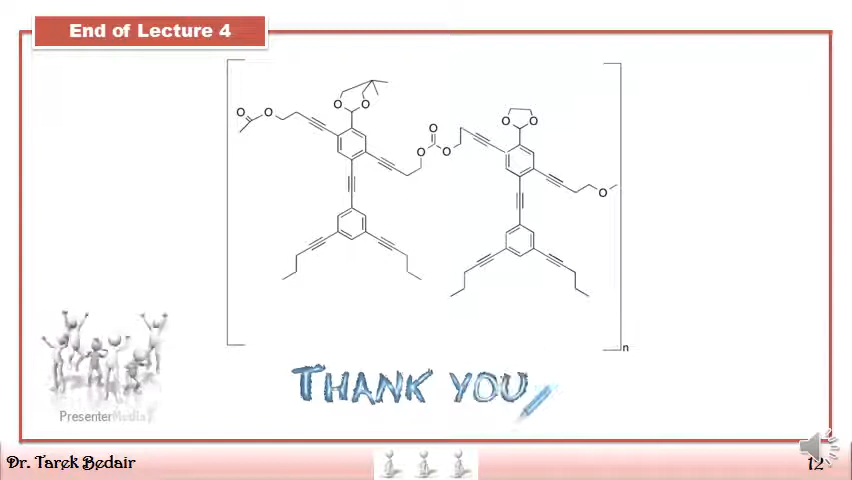 End of Lecture 4
O
O
O
O
O
O
O
O
O
O
O
n
THANK YOU
PresenterMedia
Dr. Tarek Bedair
12